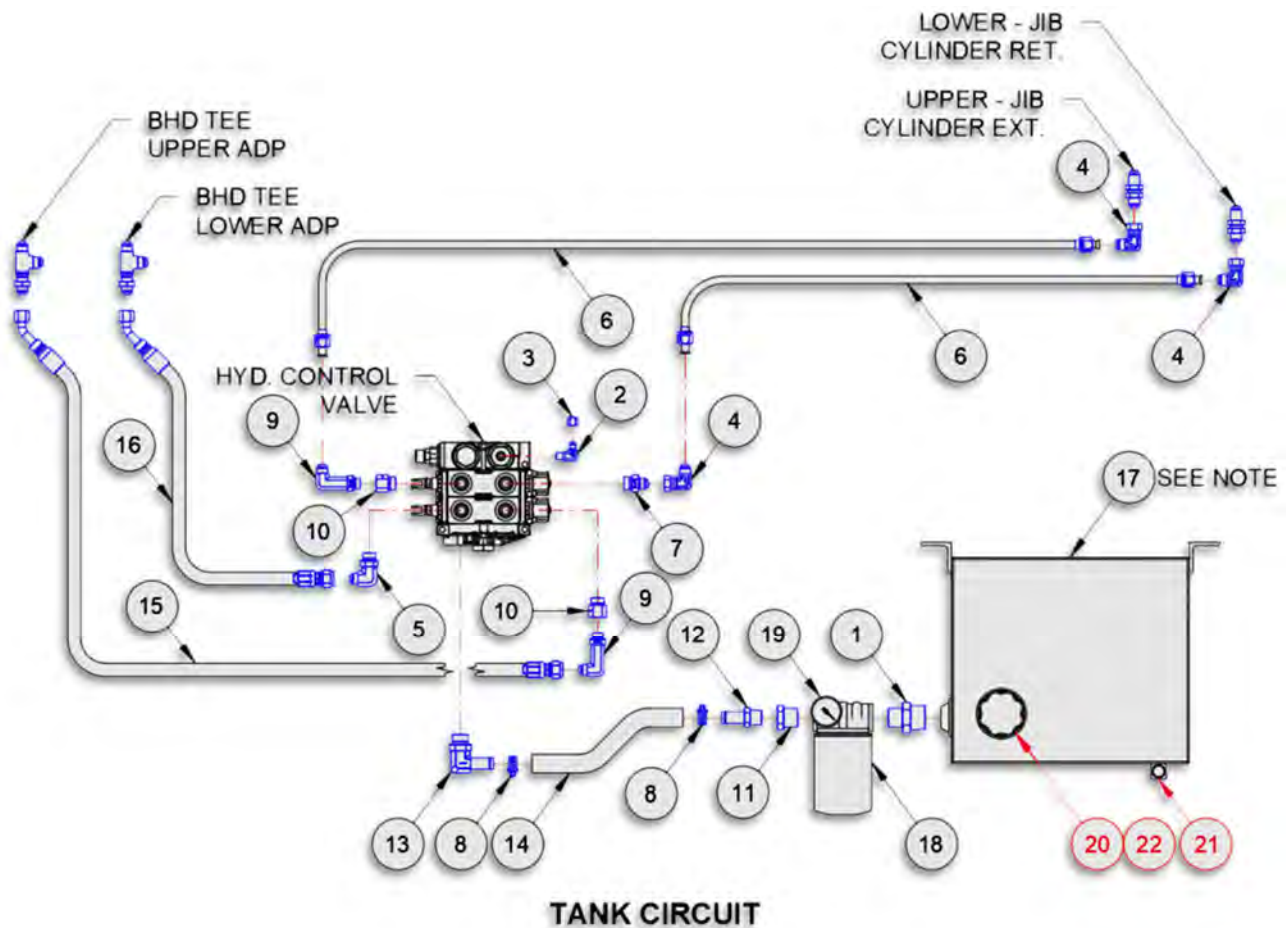 LOWER - JIB
CYLINDER RET.
UPPER - JIB
CYLINDER EXT.
BHD TEE
UPPER ADP
4
BHD TEE
LOWER ADP
6
4
3
6
HYD. CONTROL
VALVE
2
9
4
16
17 SEE NOTE
10
7
15
5
10
9
12
19
1
13
8
14
8
11
18
20
22
21
TANK CIRCUIT